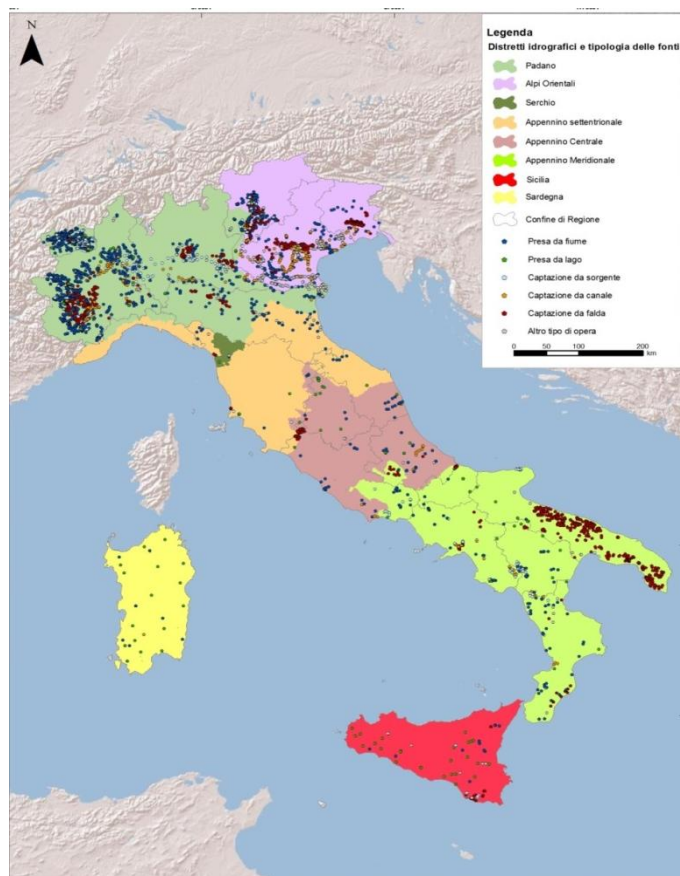 N
Legenda
Distretti idrografici e tipologia delle fonti
Padano
Alpi Orientali
Serchio
Appennino settentrionale
Appennino Centrale
Appennino Meridionale
Sicilia
Sardegna
Confine di Regione
Presa da fiume
Presa da lago
Captazione da sorgente
Captazione da canale
Captazione da falda
Altro tipo di opera
0 50 100 200
km